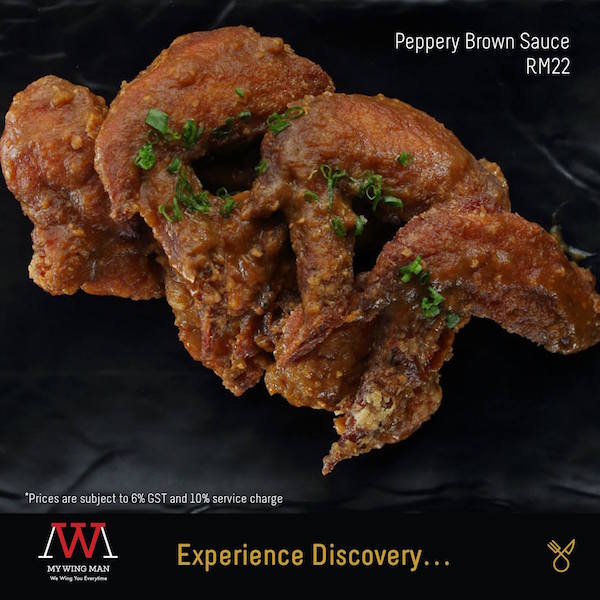 Peppery Brown Sauce
RM22
*Prices are subject to 6% GST and 10% service charge
W
MY WING MAN
We Wing You Everytime
Experience Discovery...